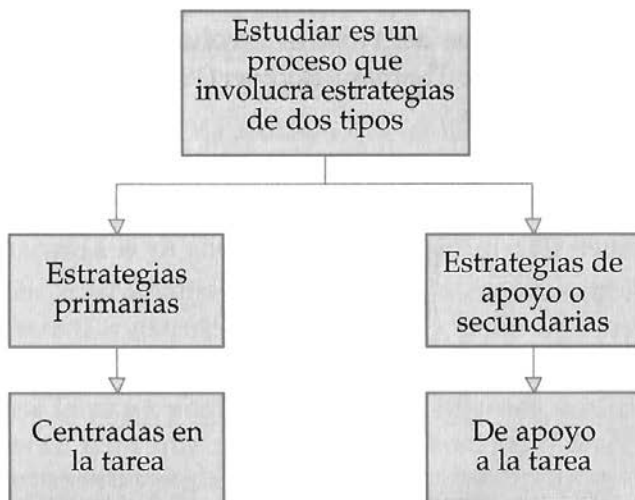 Estudiar es un
proceso que
involucra estrategias
de dos tipos
Estrategias
primarias
Estrategias de
apoyo o
secundarias
Centradas en
la tarea
De apoyo
a la tarea